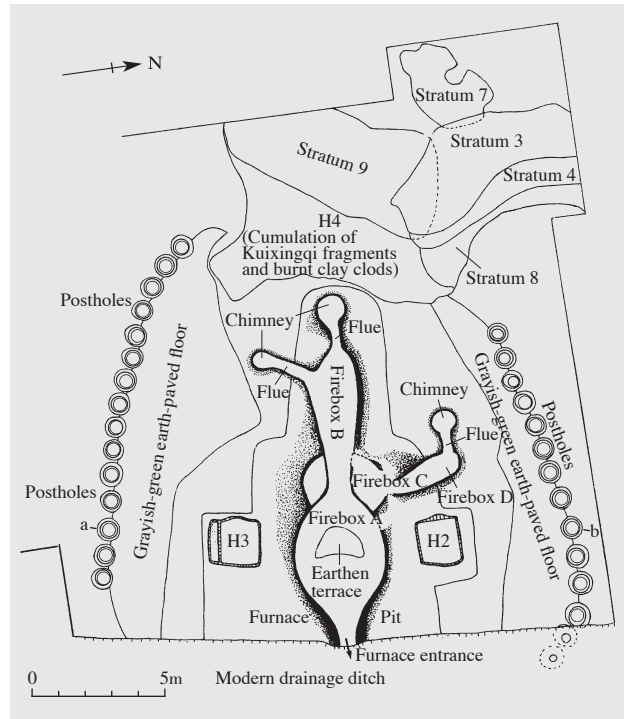 N
Stratum 7
Stratum 3
Stratum 9
Stratum 4
H4
(Cumulation of
Kuixingqi fragments
and burnt clay clods)
Stratum 8
Postholes
Chimney
Flue
Flue
Firebox B
Grayish-green earth-paved floor
Chimney
Flue
Grayish-green earth-paved floor
Postholes
Firebox C
Firebox D
Postholes
a
b
Firebox A
H3
H2
Earthen
terrace
Furnace
Pit
Furnace entrance
0
5m
Modern drainage ditch